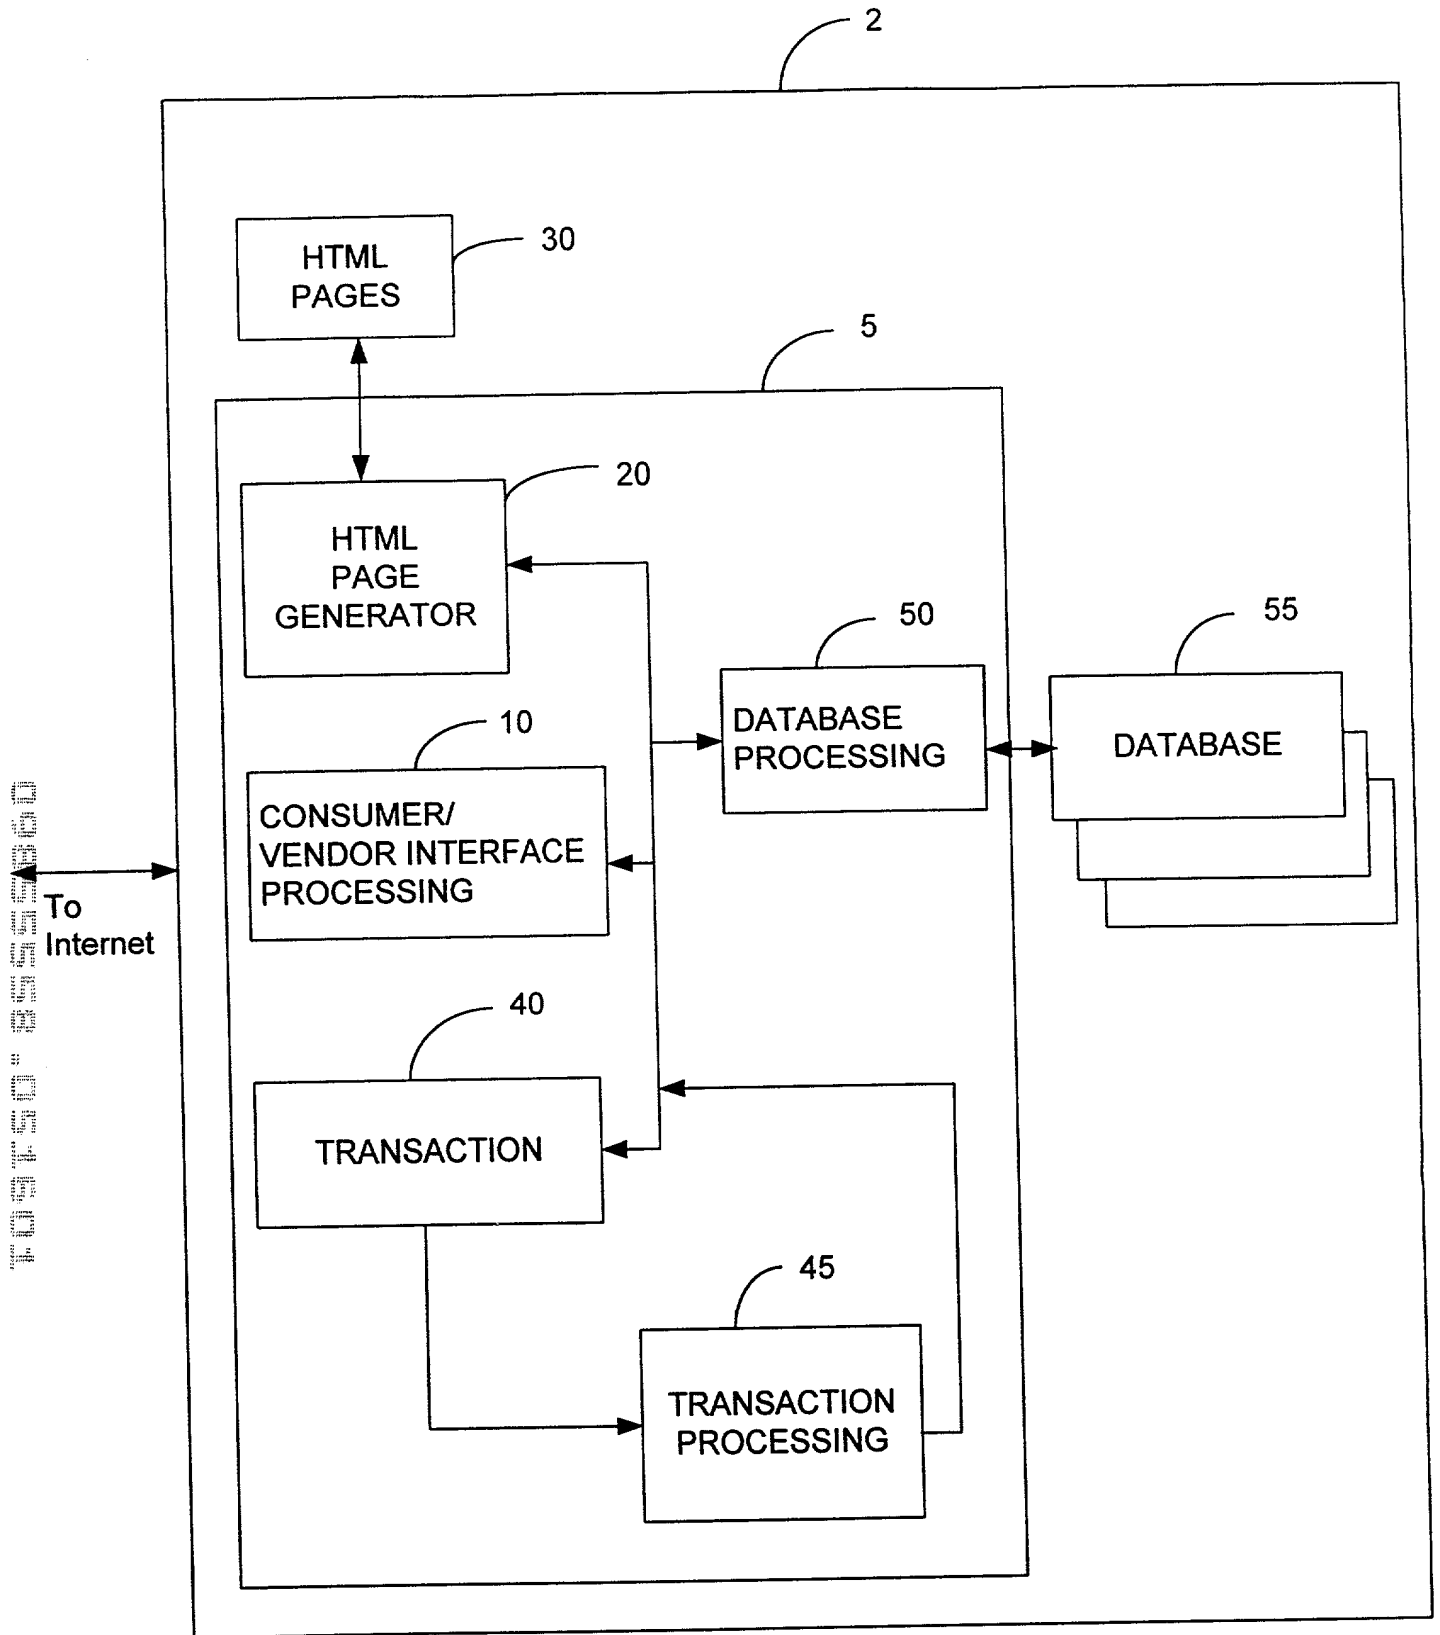 2
HTML
PAGES
30
5
HTML
PAGE
GENERATOR
20
50
55
DATABASE
PROCESSING
DATABASE
10
CONSUMER/
VENDOR INTERFACE
PROCESSING
To
Internet
40
TRANSACTION
45
TRANSACTION
PROCESSING